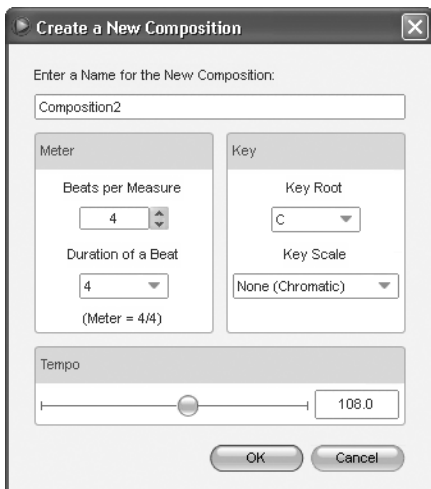 Create a New Composition
Enter a Name for the New Composition:
Composition2
Meter
Beats per Measure
4
Duration of a Beat
4
(Meter = 4/4)
Key
Key Root
C
Key Scale
None (Chromatic)
Tempo
108.0
OK
Cancel